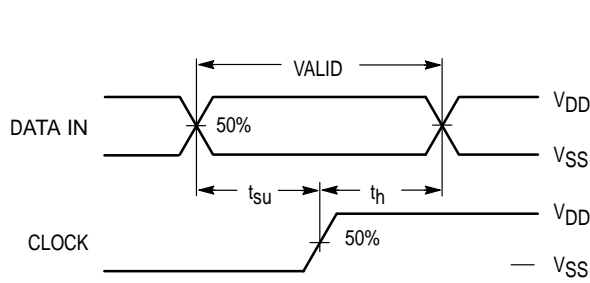 VALID
VDD
DATA IN
50%
VSS
tsu
th
VDD
CLOCK
50%
VSS